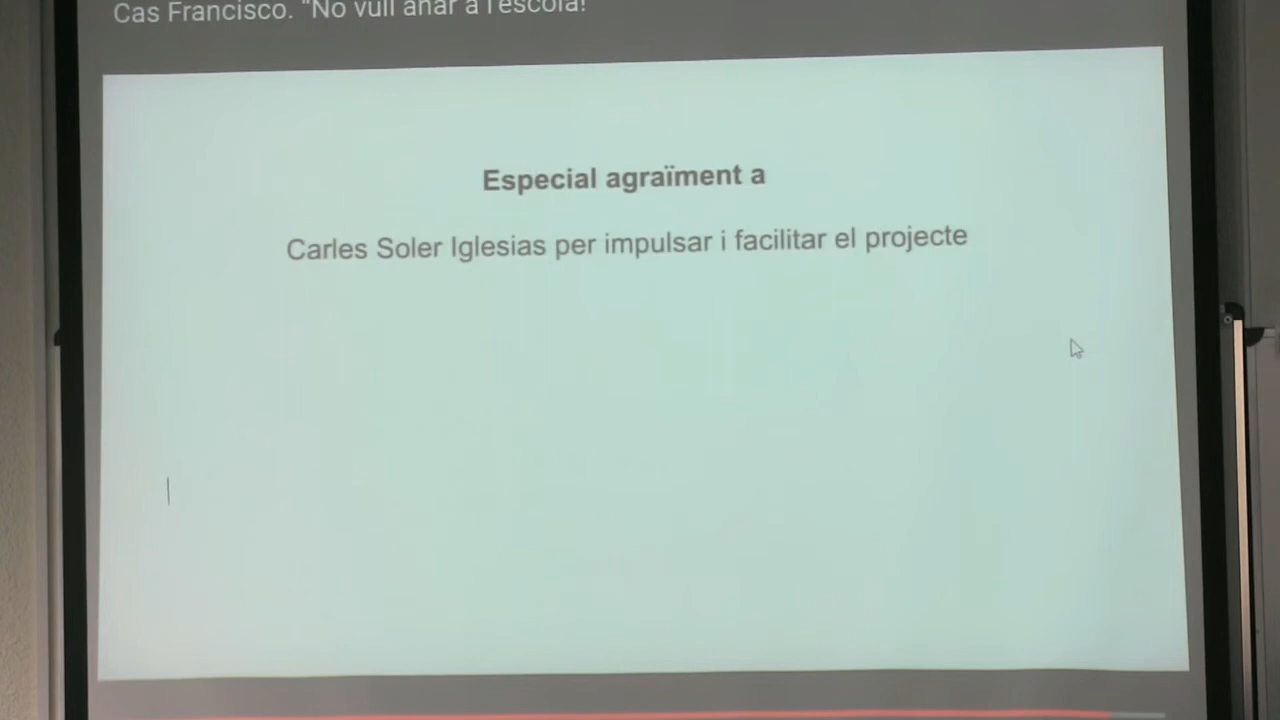 Cas Francisco. "No vull anar a l'escola!
Especial agraïment a
Carles Soler Iglesias per impulsar i facilitar el projecte